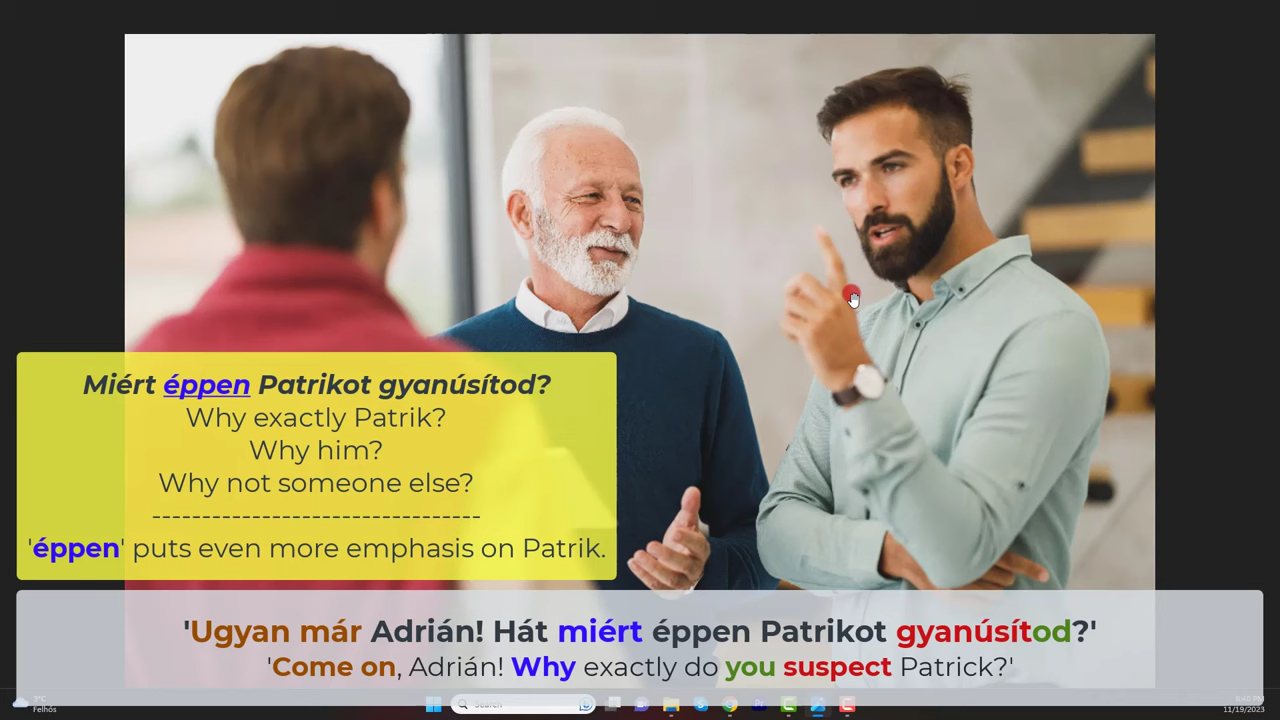 Miért éppen Patrikot gyanúsítod?
Why exactly Patrik?
Why him?
Why not someone else?
---------------------------------
'éppen' puts even more emphasis on Patrik.
'Ugyan már Adrián! Hát miért éppen Patrikot gyanúsítod?'
'Come on, Adrián! Why exactly do you suspect Patrick?'
3°C
Felhős
Search
11/19/2023